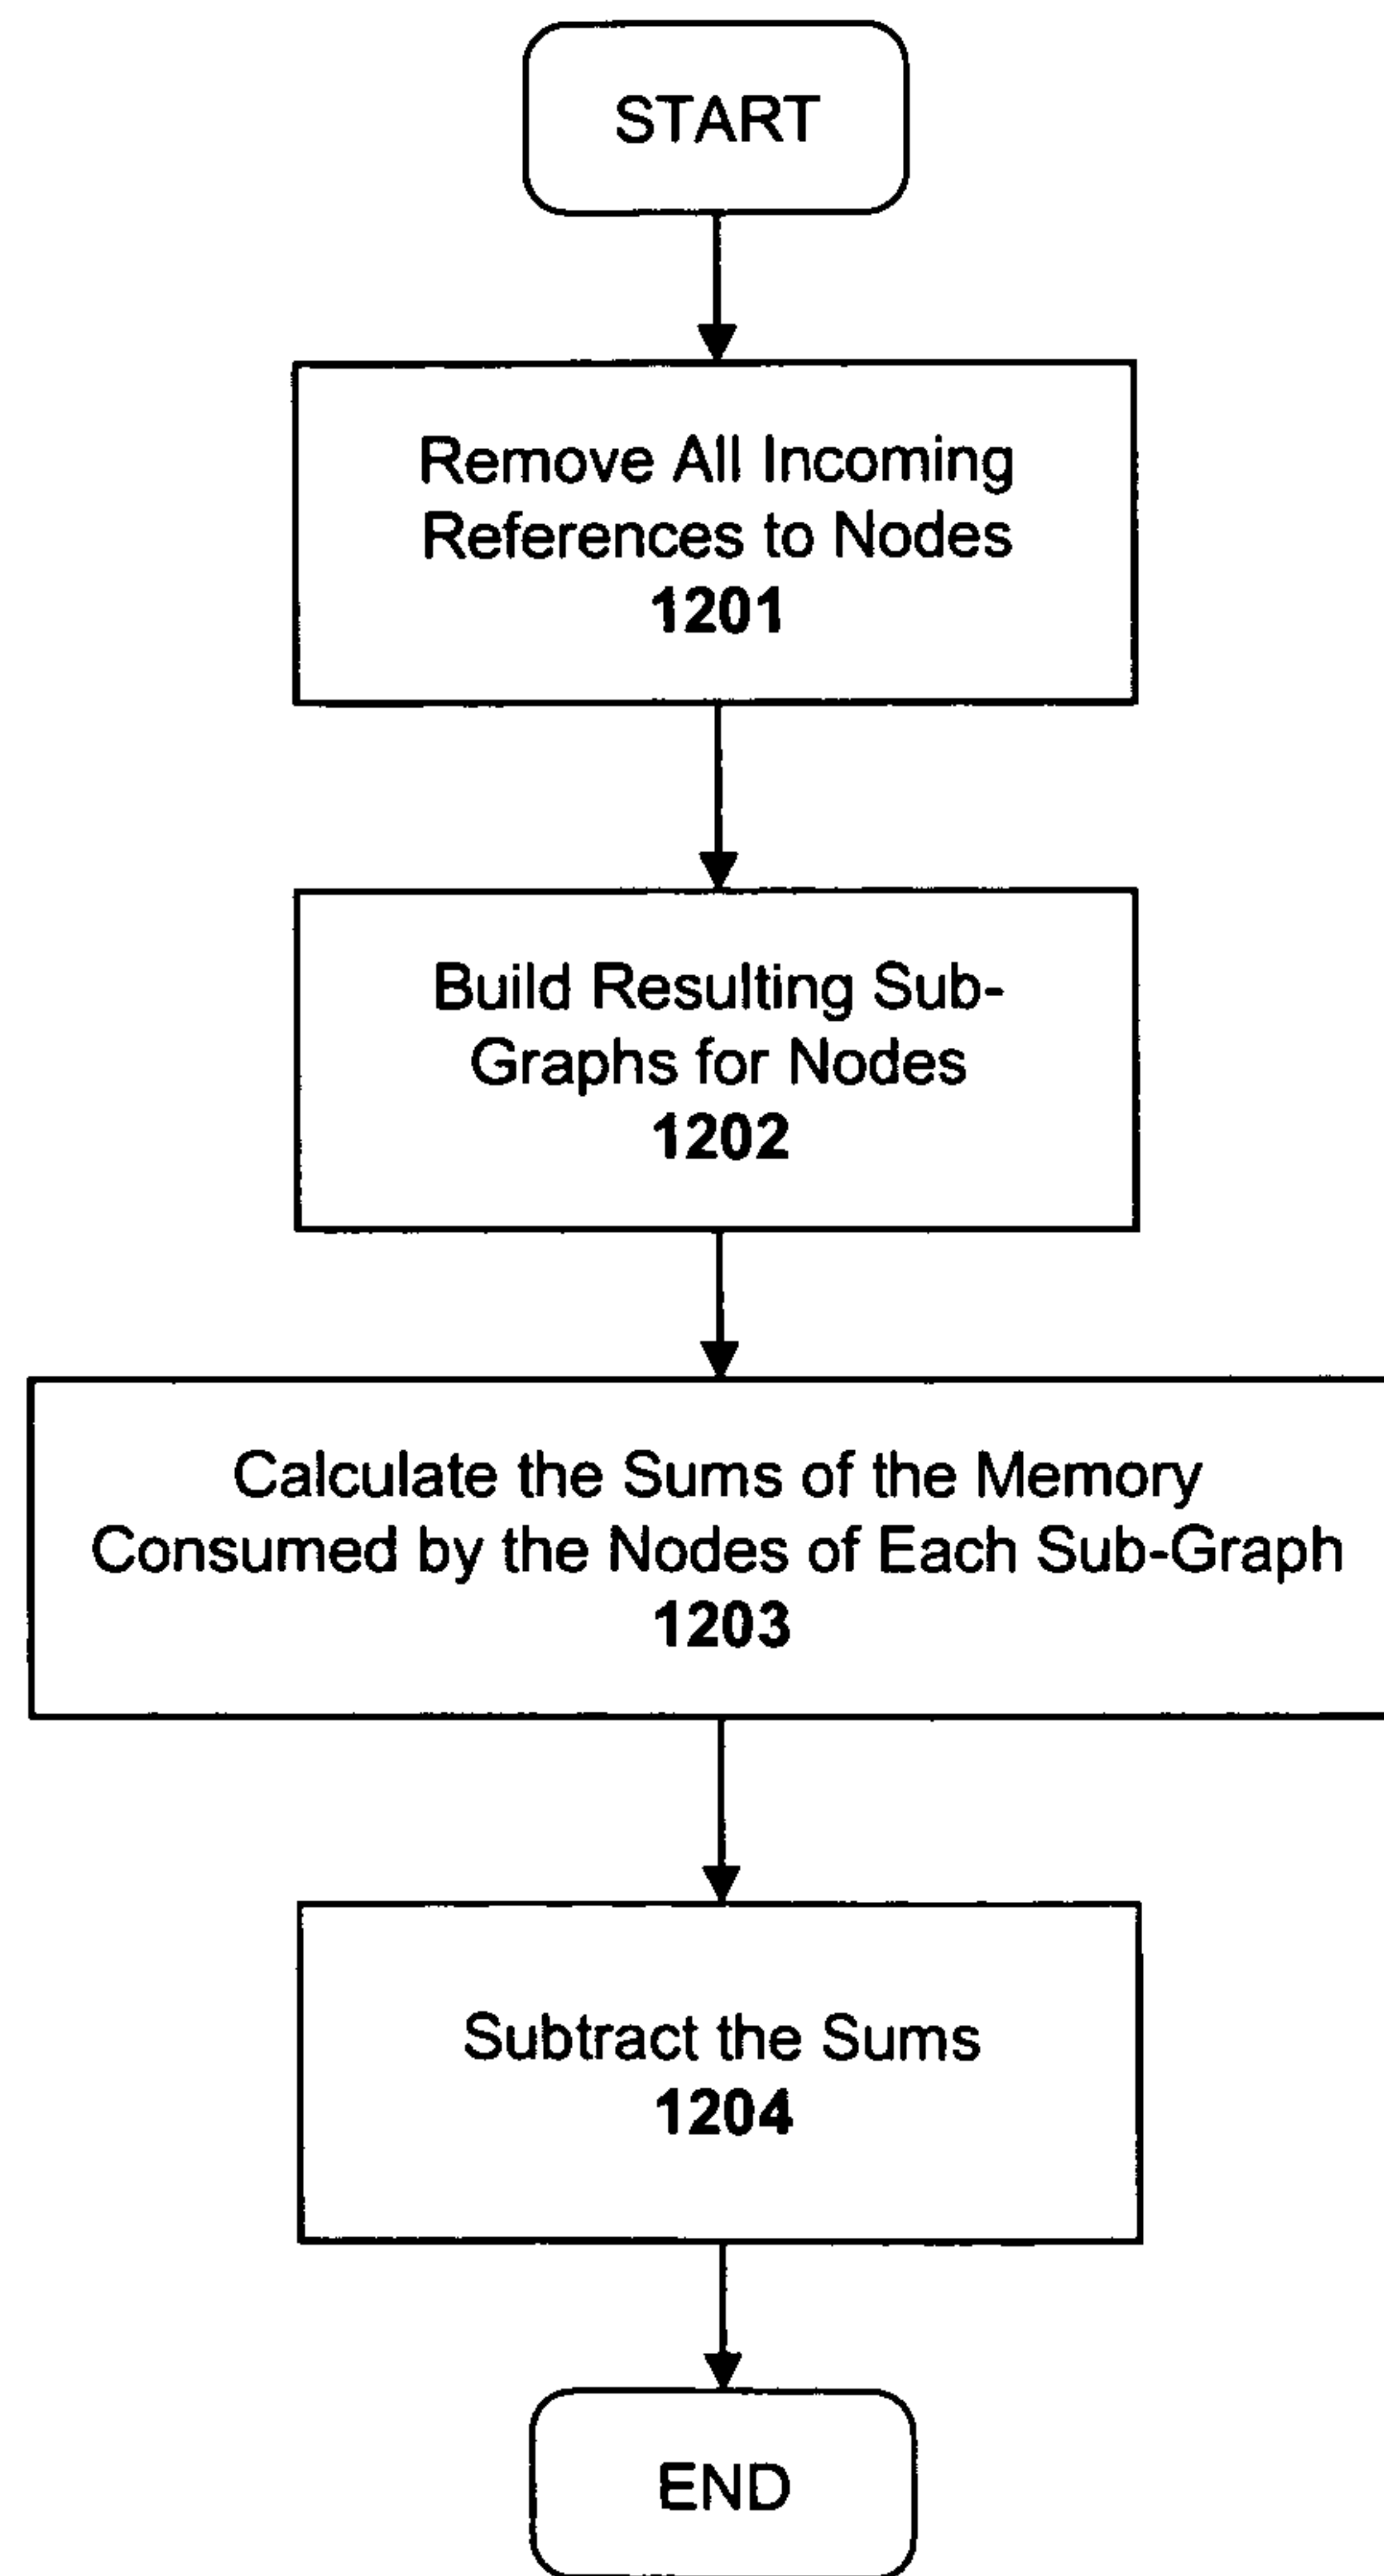 START
Remove All Incoming
References to Nodes
1201
Build Resulting Sub-
Graphs for Nodes
1202
Calculate the Sums of the Memory
Consumed by the Nodes of Each Sub-Graph
1203
Subtract the Sums
1204
END